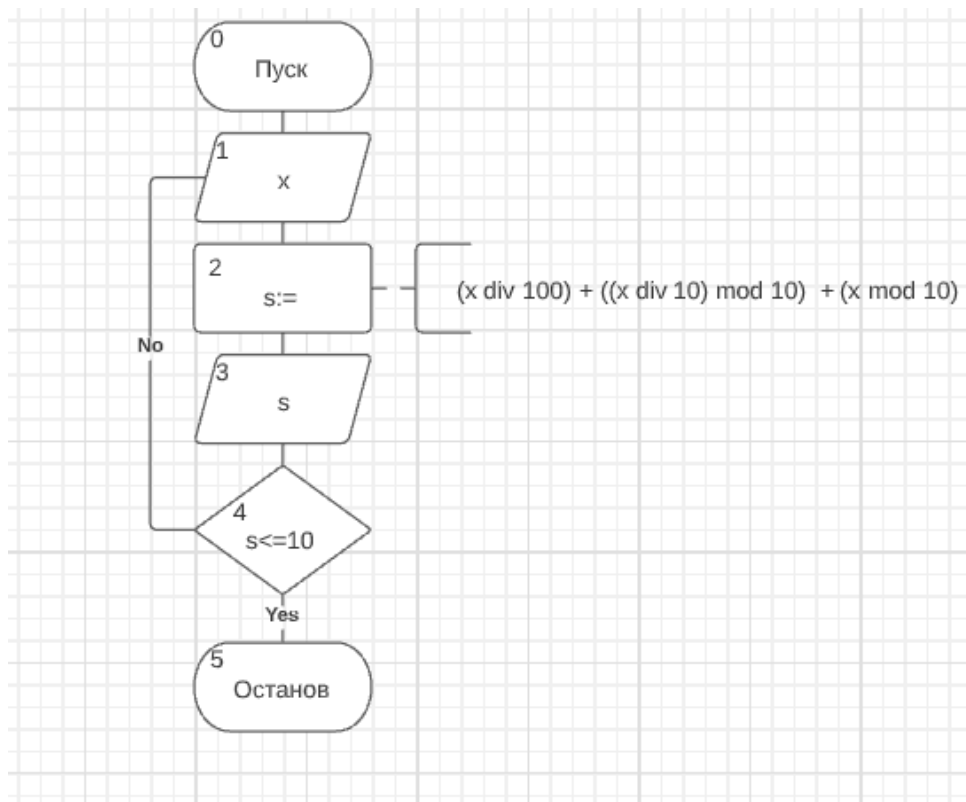 0
Пуск
1
x
2
s:=
(x div 100) + ((x div 10) mod 10)  + (x mod 10)
No
3
s
4
s<=10
Yes
5
Останов